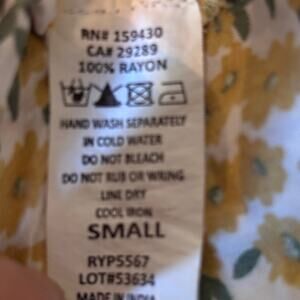 RN# 159430
CA# 29289
100% RAYON
HAND WASH SEPARATELY
IN COLD WATER
DO NOT BLEACH
DO NOT RUB OR WRING
LINE DRY
COOL IRON
SMALL
RYP5567
LOT#53634
MADE IN INDIA